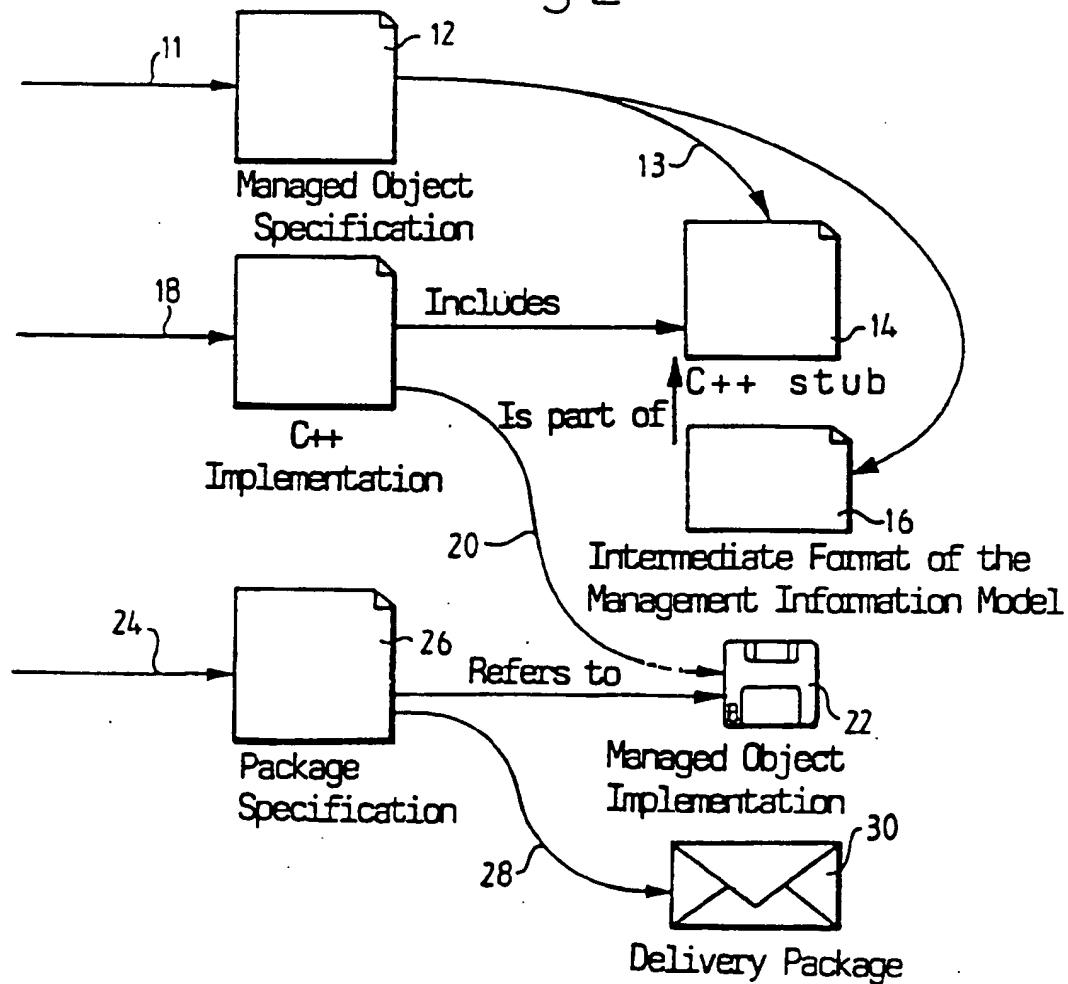 11
12
Managed Object
Specification
13
18
Includes
14
C++ stub
Is part of
C++
Implementation
16
20
Intermediate Format of the
Management Information Model
24
26
Refers to
22
Package
Specification
Managed Object
Implementation
28
30
Delivery Package